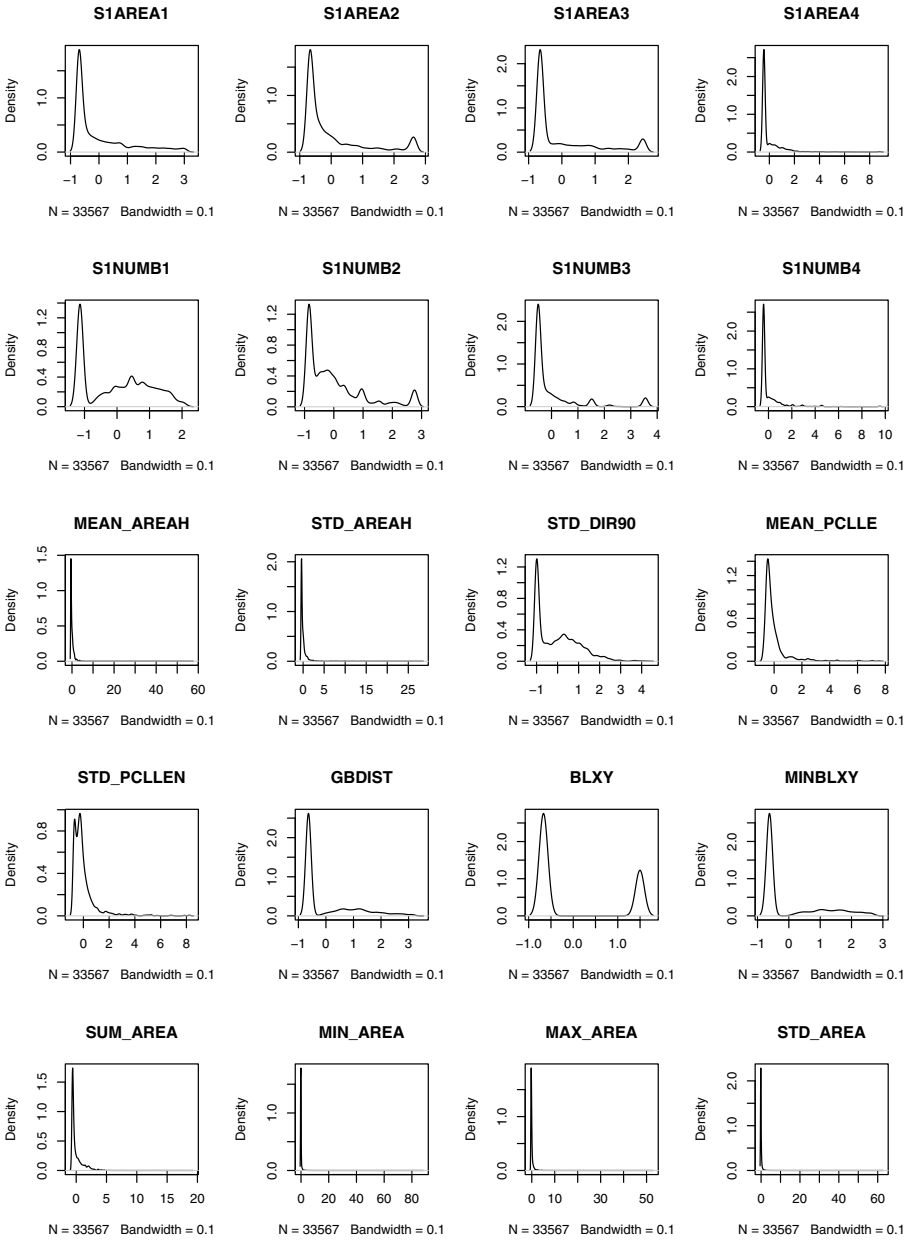 S1AREA1 S1AREA2 S1AREA3 S1AREA4
Density Density Density Density
0.0 1.0 0.0 1.0 0.0 1.0 2.0 0.0 1.0 2.0
−1 0 1 2 3 −1 0 1 2 3 −1 0 1 2 0 2 4 6 8
N = 33567 Bandwidth = 0.1 N = 33567 Bandwidth = 0.1 N = 33567 Bandwidth = 0.1 N = 33567 Bandwidth = 0.1
S1NUMB1 S1NUMB2 S1NUMB3 S1NUMB4
Density Density Density Density
0.0 0.4 0.8 1.2 0.0 0.4 0.8 1.2 0.0 1.0 2.0 0.0 1.0 2.0
−1 0 1 2 −1 0 1 2 3 0 1 2 3 4 0 2 4 6 8 10
N = 33567 Bandwidth = 0.1 N = 33567 Bandwidth = 0.1 N = 33567 Bandwidth = 0.1 N = 33567 Bandwidth = 0.1
MEAN_AREAH STD_AREAH STD_DIR90 MEAN_PCLLE
Density Density Density Density
0.0 0.5 1.0 1.5 0.0 1.0 2.0 0.0 0.4 0.8 1.2 0.0 0.6 1.2
0 20 40 60 0 5 15 25 −1 0 1 2 3 4 0 2 4 6 8
N = 33567 Bandwidth = 0.1 N = 33567 Bandwidth = 0.1 N = 33567 Bandwidth = 0.1 N = 33567 Bandwidth = 0.1
STD_PCLLEN GBDIST BLXY MINBLXY
Density Density Density Density
0.0 0.4 0.8 0.0 1.0 2.0 0.0 1.0 2.0 0.0 1.0 2.0
0 2 4 6 8 −1 0 1 2 3 −1.0 0.0 1.0 −1 0 1 2 3
N = 33567 Bandwidth = 0.1 N = 33567 Bandwidth = 0.1 N = 33567 Bandwidth = 0.1 N = 33567 Bandwidth = 0.1
SUM_AREA MIN_AREA MAX_AREA STD_AREA
Density Density Density Density
0.0 0.5 1.0 1.5 0.0 1.0 0.0 1.0 0.0 1.0 2.0
0 5 10 15 20 0 20 40 60 80 0 10 30 50 0 20 40 60
N = 33567 Bandwidth = 0.1 N = 33567 Bandwidth = 0.1 N = 33567 Bandwidth = 0.1 N = 33567 Bandwidth = 0.1